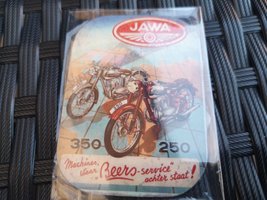 JAWA
350 250
Machines,
waar „Beers-service"
achter staat!